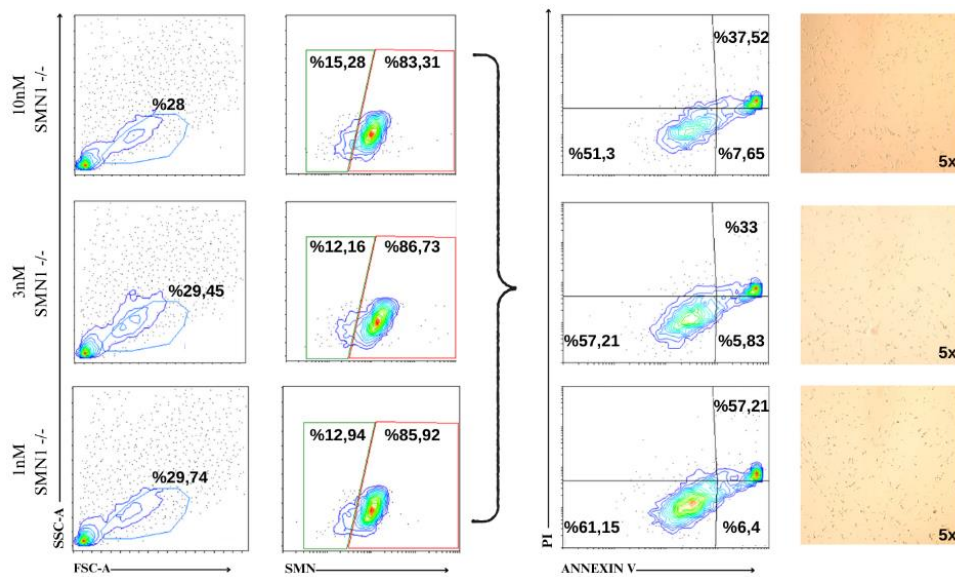 10nM
SMN1 -/-
%28
%15,28 %83,31
%37,52
%51,3 %7,65
5x
3nM
SMN1 -/-
%29,45
%12,16 %86,73
%33
%57,21 %5,83
5x
1nM
SMN1 -/-
%29,74
%12,94 %85,92
%57,21
%61,15 %6,4
5x
SSC-A
FSC-A
SMN
PI
ANNEXIN V